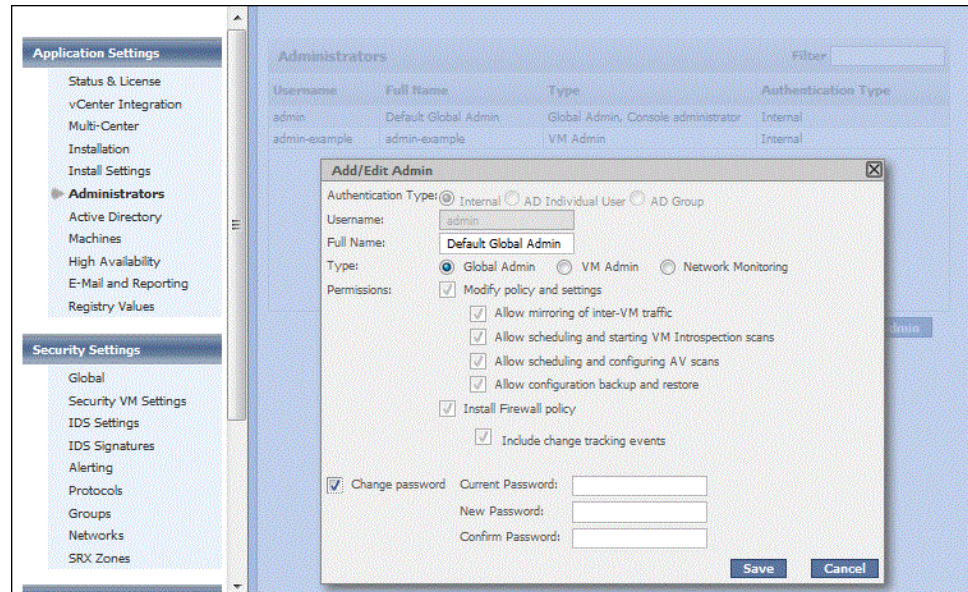 Application Settings
Status & License
vCenter Integration
Multi-Center
Installation
Install Settings
Administrators
Active Directory
Machines
High Availability
E-Mail and Reporting
Registry Values
Security Settings
Global
Security VM Settings
IDS Settings
IDS Signatures
Alerting
Protocols
Groups
Networks
SRX Zones
Administrators Filter
Username Full Name Type Authentication Type
admin Default Global Admin Global Admin, Console administrator Internal
admin-example admin-example VM Admin Internal
Add/Edit Admin
Authentication Type: Internal AD Individual User AD Group
Username: admin
Full Name: Default Global Admin
Type: Global Admin VM Admin Network Monitoring
Permissions: Modify policy and settings
Allow mirroring of inter-VM traffic
Allow scheduling and starting VM Introspection scans
Allow scheduling and configuring AV scans
Allow configuration backup and restore
Install Firewall policy
Include change tracking events
Change password Current Password:
New Password:
Confirm Password:
Save Cancel